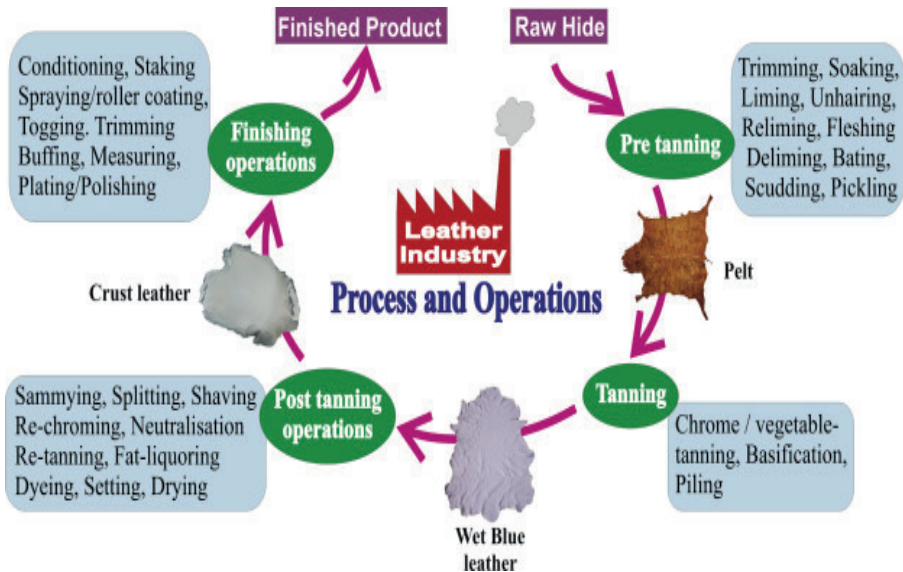 Finished Product
Raw Hide
Conditioning, Staking
Spraying/roller coating,
Togging. Trimming
Buffing, Measuring,
Plating/Polishing
Finishing
operations
Pre tanning
Trimming, Soaking,
Liming, Unhairing,
Reliming, Fleshing
Deliming, Bating,
Scudding, Pickling
Leather
Industry
Process and Operations
Crust leather
Pelt
Sammying, Splitting, Shaving
Re-chroming, Neutralisation
Re-tanning, Fat-liquoring
Dyeing, Setting, Drying
Post tanning
operations
Tanning
Chrome / vegetable-
tanning, Basification,
Piling
Wet Blue
leather